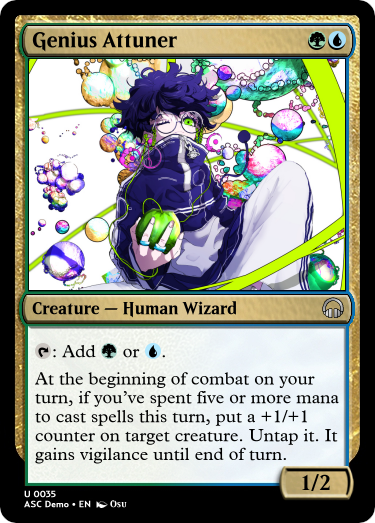 Genius Attuner
Creature — Human Wizard
: Add or .
At the beginning of combat on your
turn, if you've spent five or more mana
to cast spells this turn, put a +1/+1
counter on target creature. Untap it. It
gains vigilance until end of turn.
1/2
U 0035
ASC Demo • EN Osu